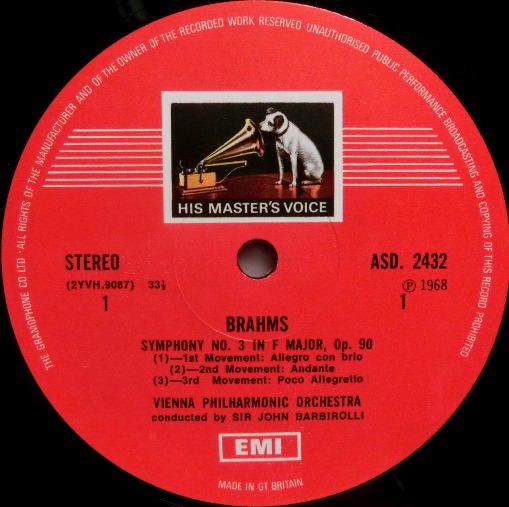 THE GRAMOPHONE CO LTD · ALL RIGHTS OF THE MANUFACTURER AND OF THE OWNER OF THE RECORDED WORK RESERVED UNAUTHORISED PUBLIC PERFORMANCE BROADCASTING AND COPYING OF THIS RECORD PROHIBITED
HIS MASTER'S VOICE
STEREO
(2YVH.9087) 33⅓
1
ASD. 2432
Ⓟ 1968
1
BRAHMS
SYMPHONY NO. 3 IN F MAJOR, Op. 90
(1)—1st Movement: Allegro con brio
(2)—2nd Movement: Andante
(3)—3rd Movement: Poco Allegretto
VIENNA PHILHARMONIC ORCHESTRA
conducted by SIR JOHN BARBIROLLI
EMI
MADE IN GT BRITAIN